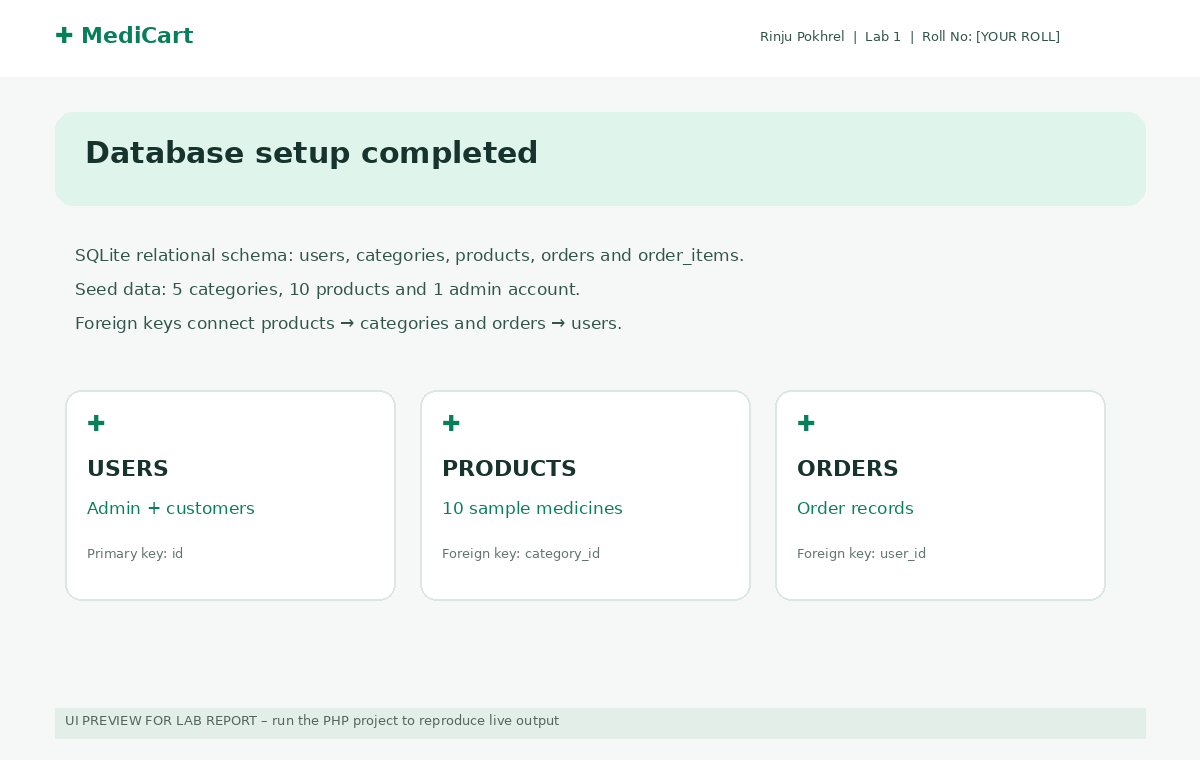 ✚ MediCart
Rinju Pokhrel | Lab 1 | Roll No: [YOUR ROLL]
Database setup completed
SQLite relational schema: users, categories, products, orders and order_items.
Seed data: 5 categories, 10 products and 1 admin account.
Foreign keys connect products → categories and orders → users.
✚
USERS
Admin + customers
Primary key: id
✚
PRODUCTS
10 sample medicines
Foreign key: category_id
✚
ORDERS
Order records
Foreign key: user_id
UI PREVIEW FOR LAB REPORT – run the PHP project to reproduce live output